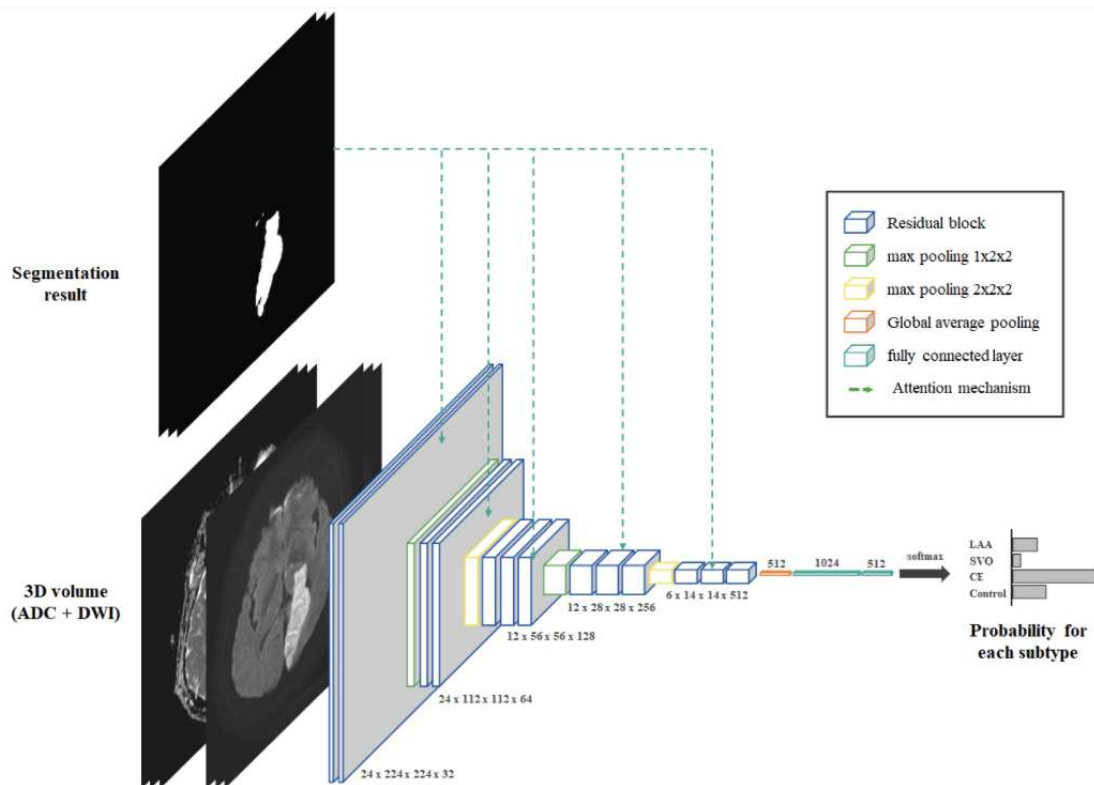 Segmentation
result
3D volume
(ADC + DWI)
24 x 224 x 224 x 32
24 x 112 x 112 x 64
12 x 56 x 56 x 128
12 x 28 x 28 x 256
6 x 14 x 14 x 512
512
1024
512
softmax
LAA
SVO
CE
Control
Probability for
each subtype
Residual block
max pooling 1x2x2
max pooling 2x2x2
Global average pooling
fully connected layer
Attention mechanism